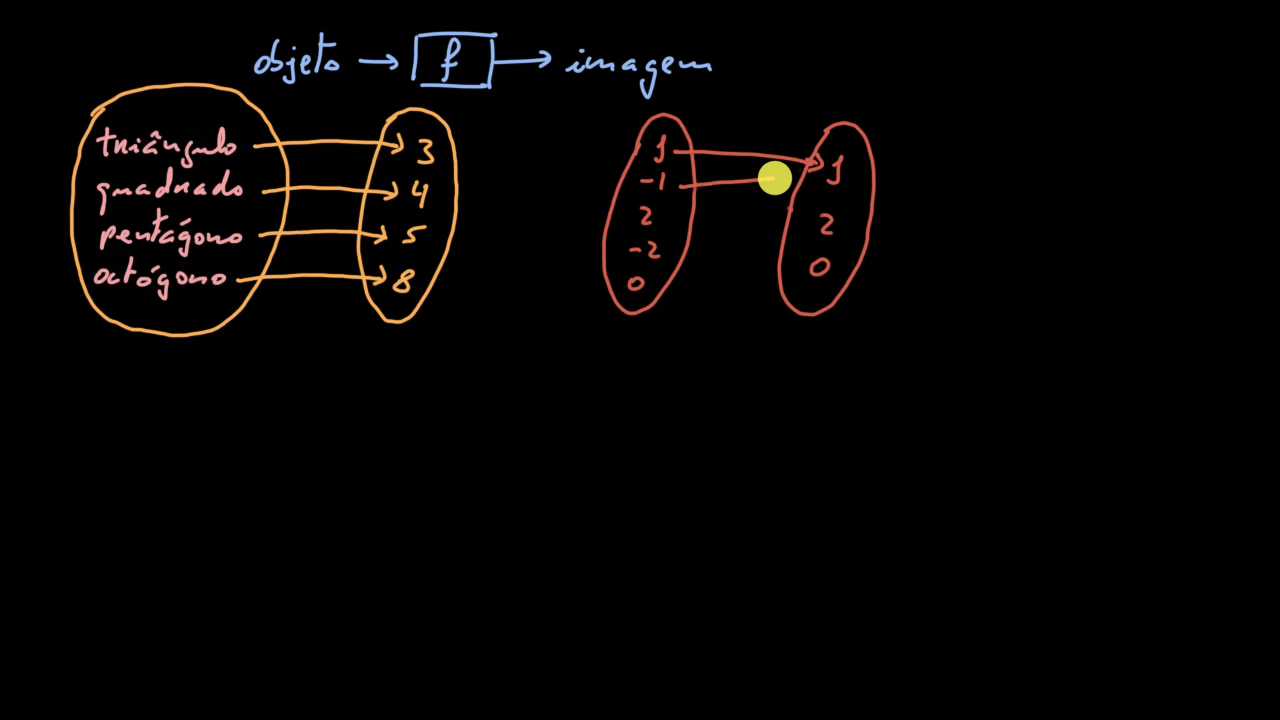 objeto → f → imagem
triângulo → 3
quadrado → 4
pentágono → 5
octógono → 8
1 1
-1
2 2
-2
0 0